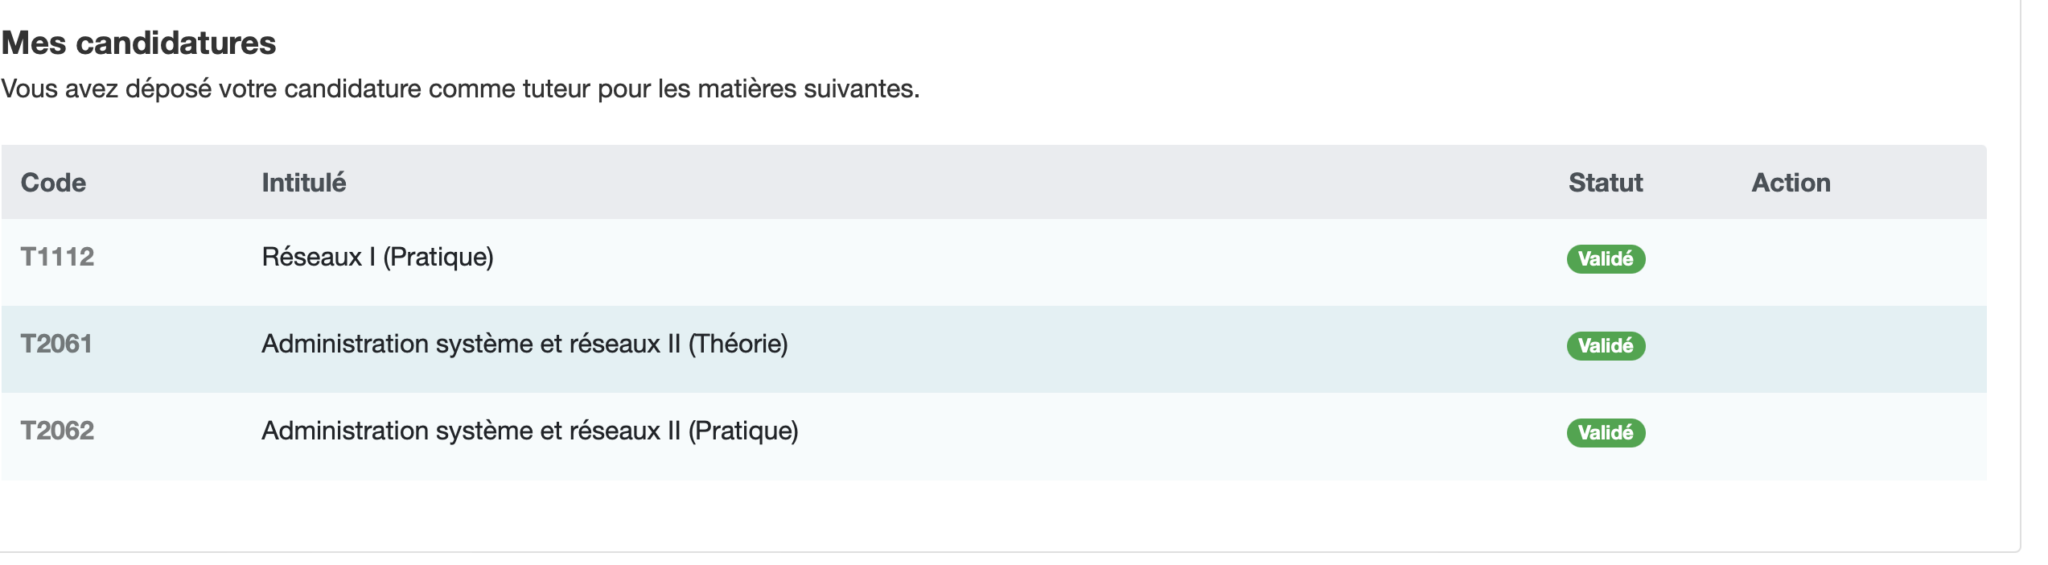 Mes candidatures
Vous avez déposé votre candidature comme tuteur pour les matières suivantes.
Code Intitulé Statut Action
T1112 Réseaux I (Pratique) Validé
T2061 Administration système et réseaux II (Théorie) Validé
T2062 Administration système et réseaux II (Pratique) Validé